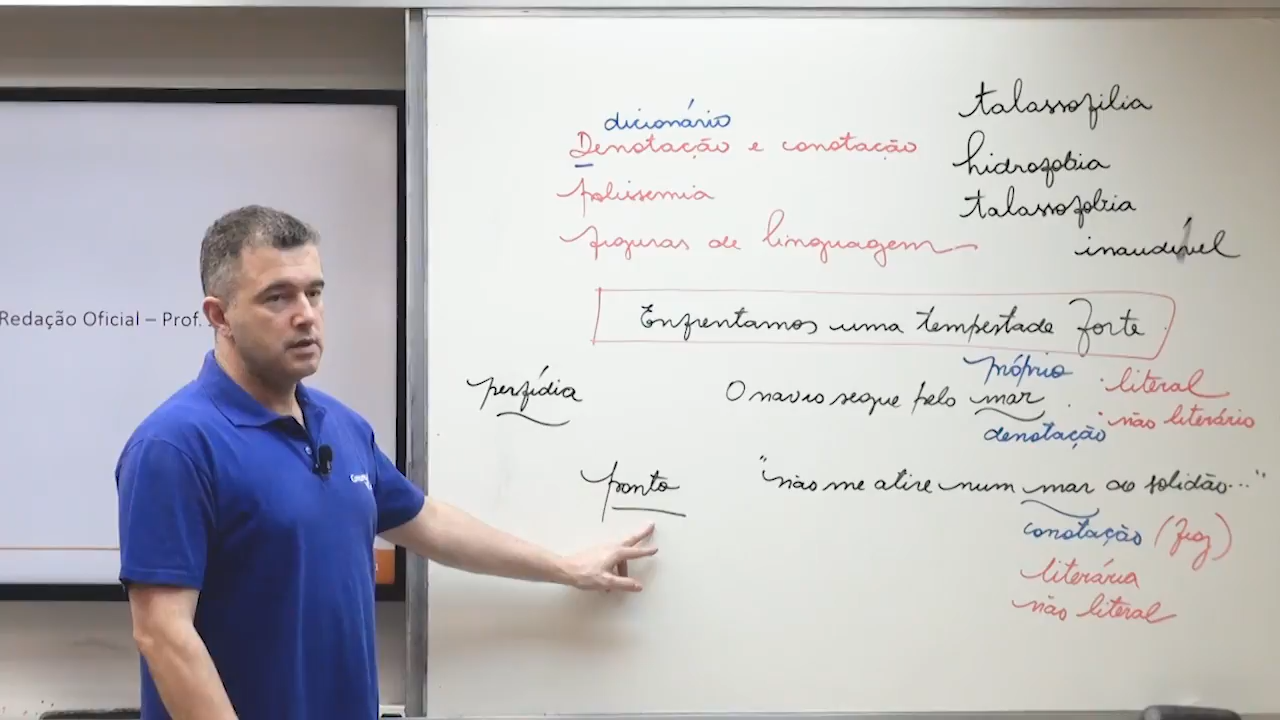 Redação Oficial – Prof.
dicionário
Denotação e conotação
polissemia
figuras de linguagem
talassofilia
hidrofobia
talassofobia
inaudível
Enfrentamos uma tempestade forte
perfídia
O navio segue pelo mar.
próprio
denotação
· literal
· não literário
ponto
"não me atire num mar de solidão..."
conotação (fig)
literária
não literal